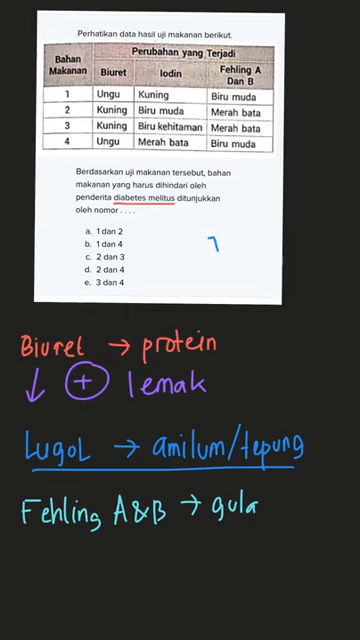 Perhatikan data hasil uji makanan berikut.
Bahan Makanan | Perubahan yang Terjadi
Biuret | Iodin | Fehling A Dan B
1 | Ungu | Kuning | Biru muda
2 | Kuning | Biru muda | Merah bata
3 | Kuning | Biru kehitaman | Merah bata
4 | Ungu | Merah bata | Biru muda
Berdasarkan uji makanan tersebut, bahan
makanan yang harus dihindari oleh
penderita diabetes melitus ditunjukkan
oleh nomor . . . .
a. 1 dan 2
b. 1 dan 4
c. 2 dan 3
d. 2 dan 4
e. 3 dan 4
Biuret → protein
↓ + lemak
Lugol → amilum/tepung
Fehling A&B → gula